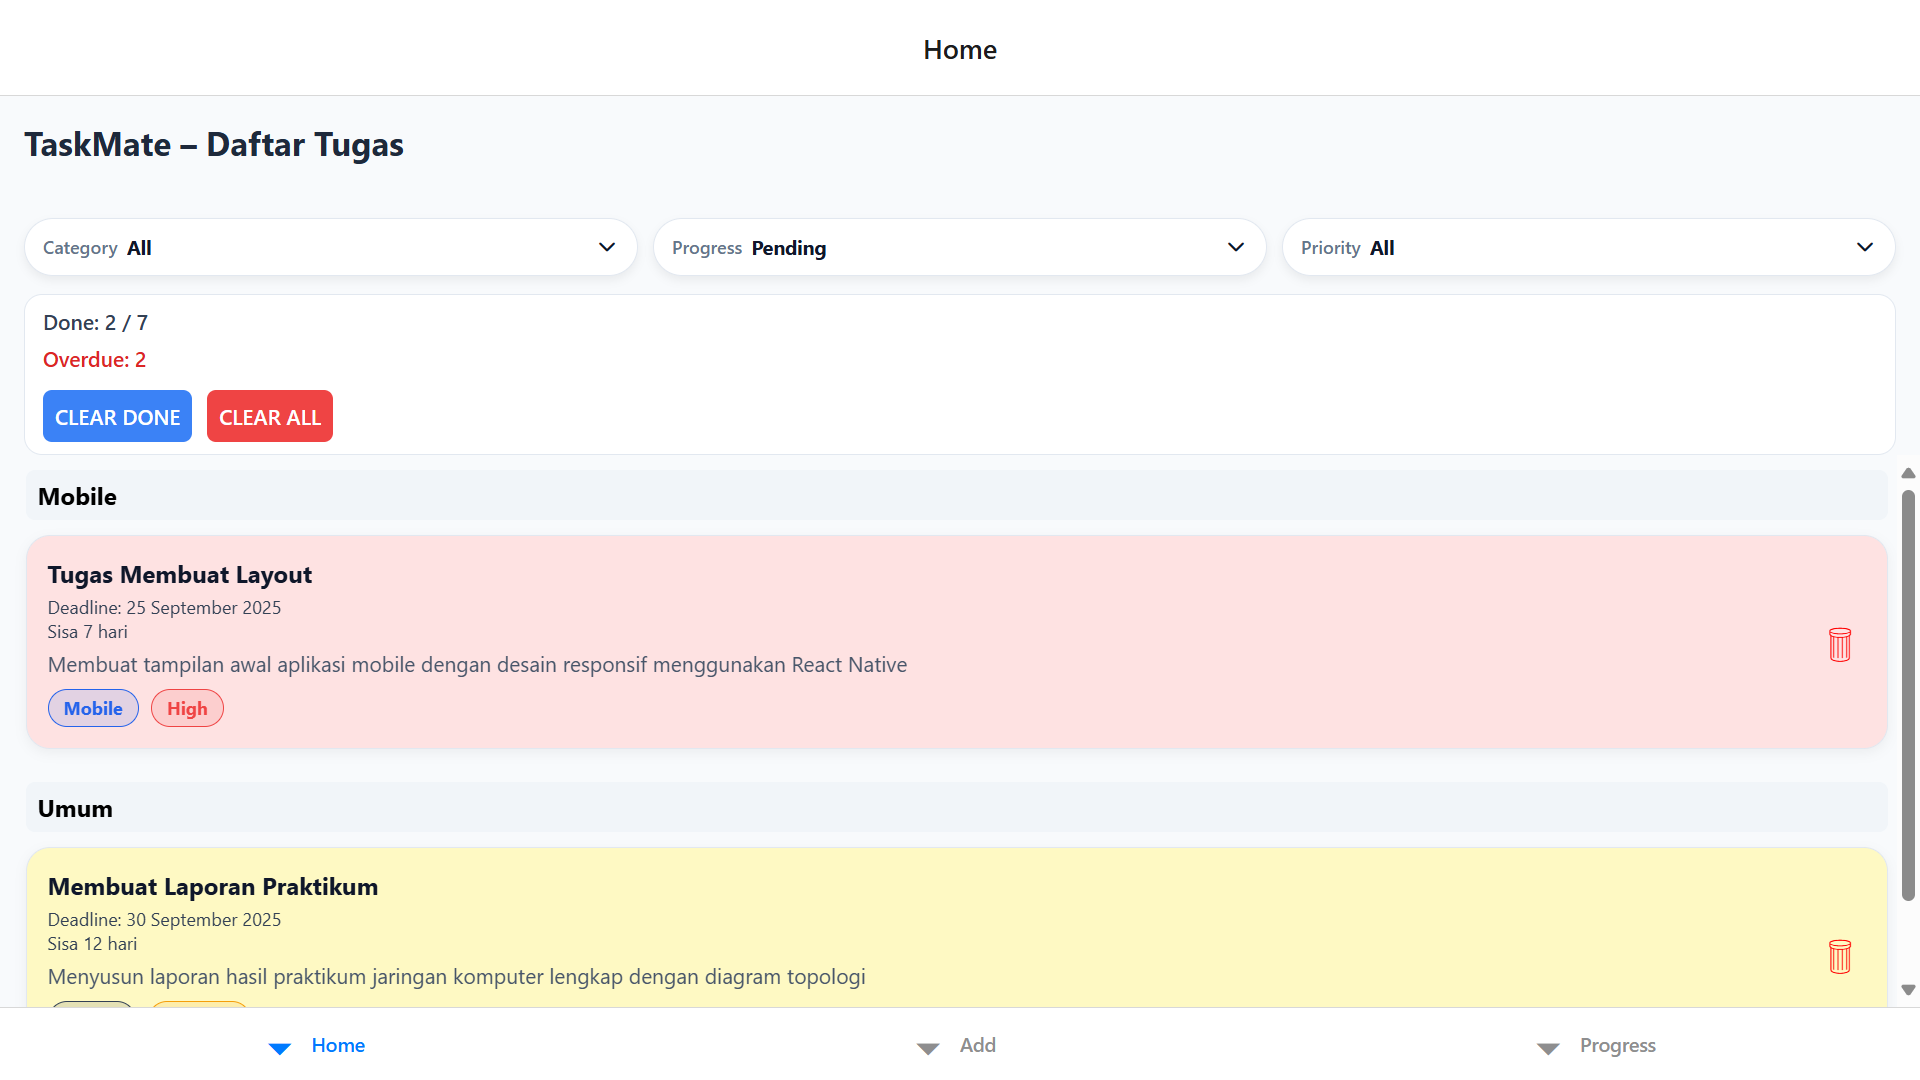 Home
TaskMate – Daftar Tugas
Category All
Progress Pending
Priority All
Done: 2 / 7
Overdue: 2
CLEAR DONE
CLEAR ALL
Mobile
Tugas Membuat Layout
Deadline: 25 September 2025
Sisa 7 hari
Membuat tampilan awal aplikasi mobile dengan desain responsif menggunakan React Native
Mobile
High
Umum
Membuat Laporan Praktikum
Deadline: 30 September 2025
Sisa 12 hari
Menyusun laporan hasil praktikum jaringan komputer lengkap dengan diagram topologi
Home
Add
Progress